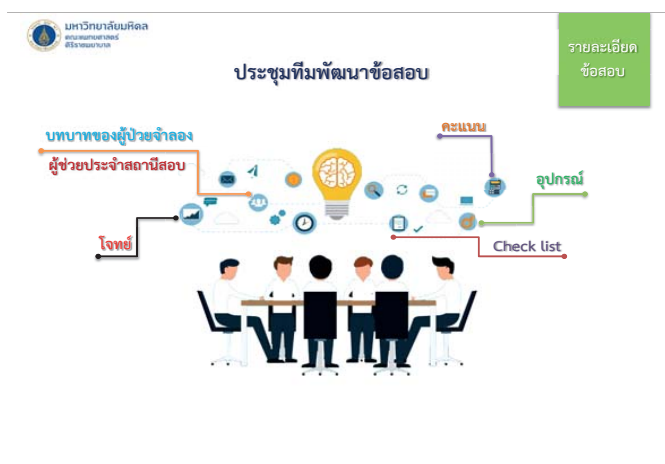 มหาวิทยาลัยมหิดล
คณะแพทยศาสตร์
ศิริราชพยาบาล
รายละเอียด
ข้อสอบ
ประชุมทีมพัฒนาข้อสอบ
คะแนน
บทบาทของผู้ป่วยจำลอง
ผู้ช่วยประจำสถานีสอบ
อุปกรณ์
โจทย์
Check list